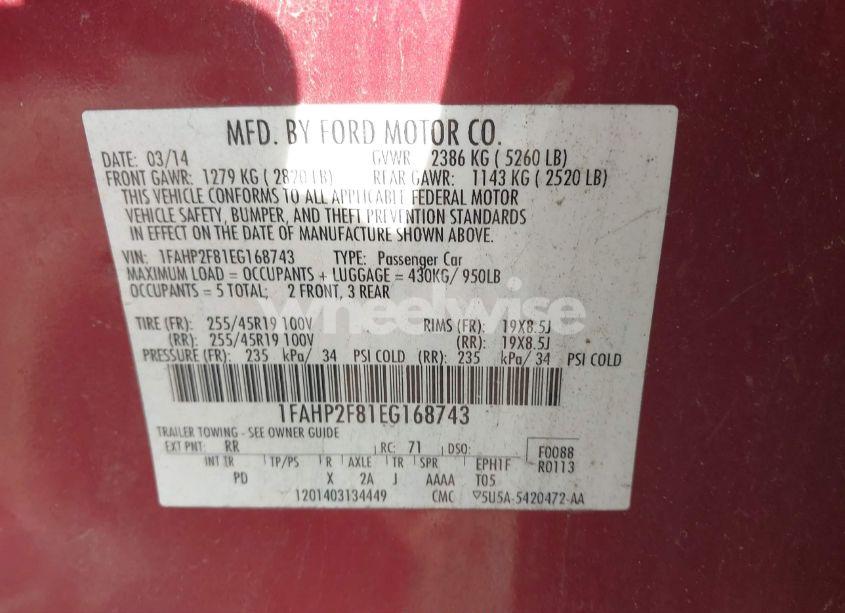 MFD. BY FORD MOTOR CO.
DATE: 03/14 GVWR: 2386 KG ( 5260 LB)
FRONT GAWR: 1279 KG ( 2820 LB) REAR GAWR: 1143 KG ( 2520 LB)
THIS VEHICLE CONFORMS TO ALL APPLICABLE FEDERAL MOTOR
VEHICLE SAFETY, BUMPER, AND THEFT PREVENTION STANDARDS
IN EFFECT ON THE DATE OF MANUFACTURE SHOWN ABOVE.
VIN: 1FAHP2F81EG168743 TYPE: Passenger Car
MAXIMUM LOAD = OCCUPANTS + LUGGAGE = 430KG/ 950LB
OCCUPANTS = 5 TOTAL: 2 FRONT, 3 REAR
wheelwise
TIRE (FR): 255/45R19 100V RIMS (FR): 19X8.5J
(RR): 255/45R19 100V (RR): 19X8.5J
PRESSURE (FR): 235 kPa/ 34 PSI COLD (RR): 235 kPa/ 34 PSI COLD
1FAHP2F81EG168743
TRAILER TOWING - SEE OWNER GUIDE
EXT PNT: RR RC: 71 DSO: F0088
INT TR TP/PS R AXLE TR SPR EPH1F R0113
PD X 2A J AAAA T05
1201403134449 CMC ▽5U5A-5420472-AA